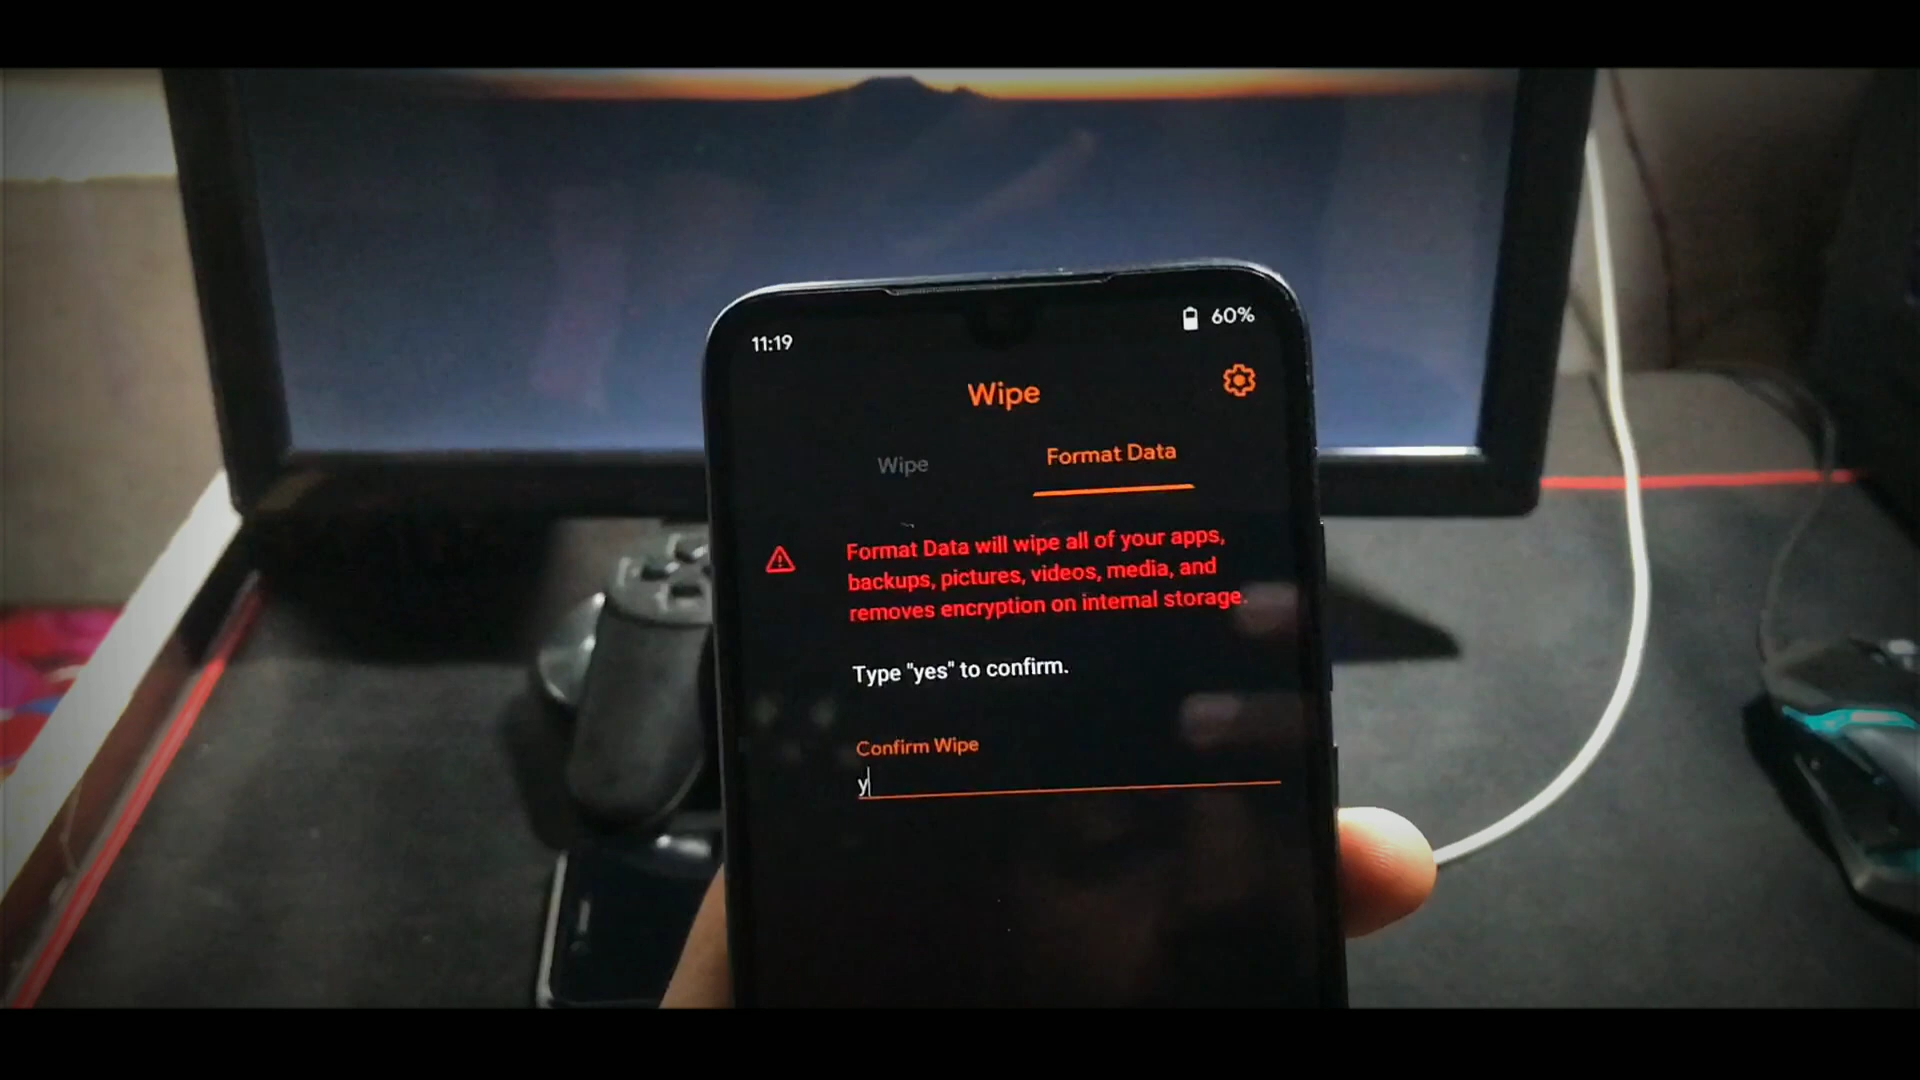 11:19
60%
Wipe
Wipe
Format Data
Format Data will wipe all of your apps,
backups, pictures, videos, media, and
removes encryption on internal storage.
Type "yes" to confirm.
Confirm Wipe
y